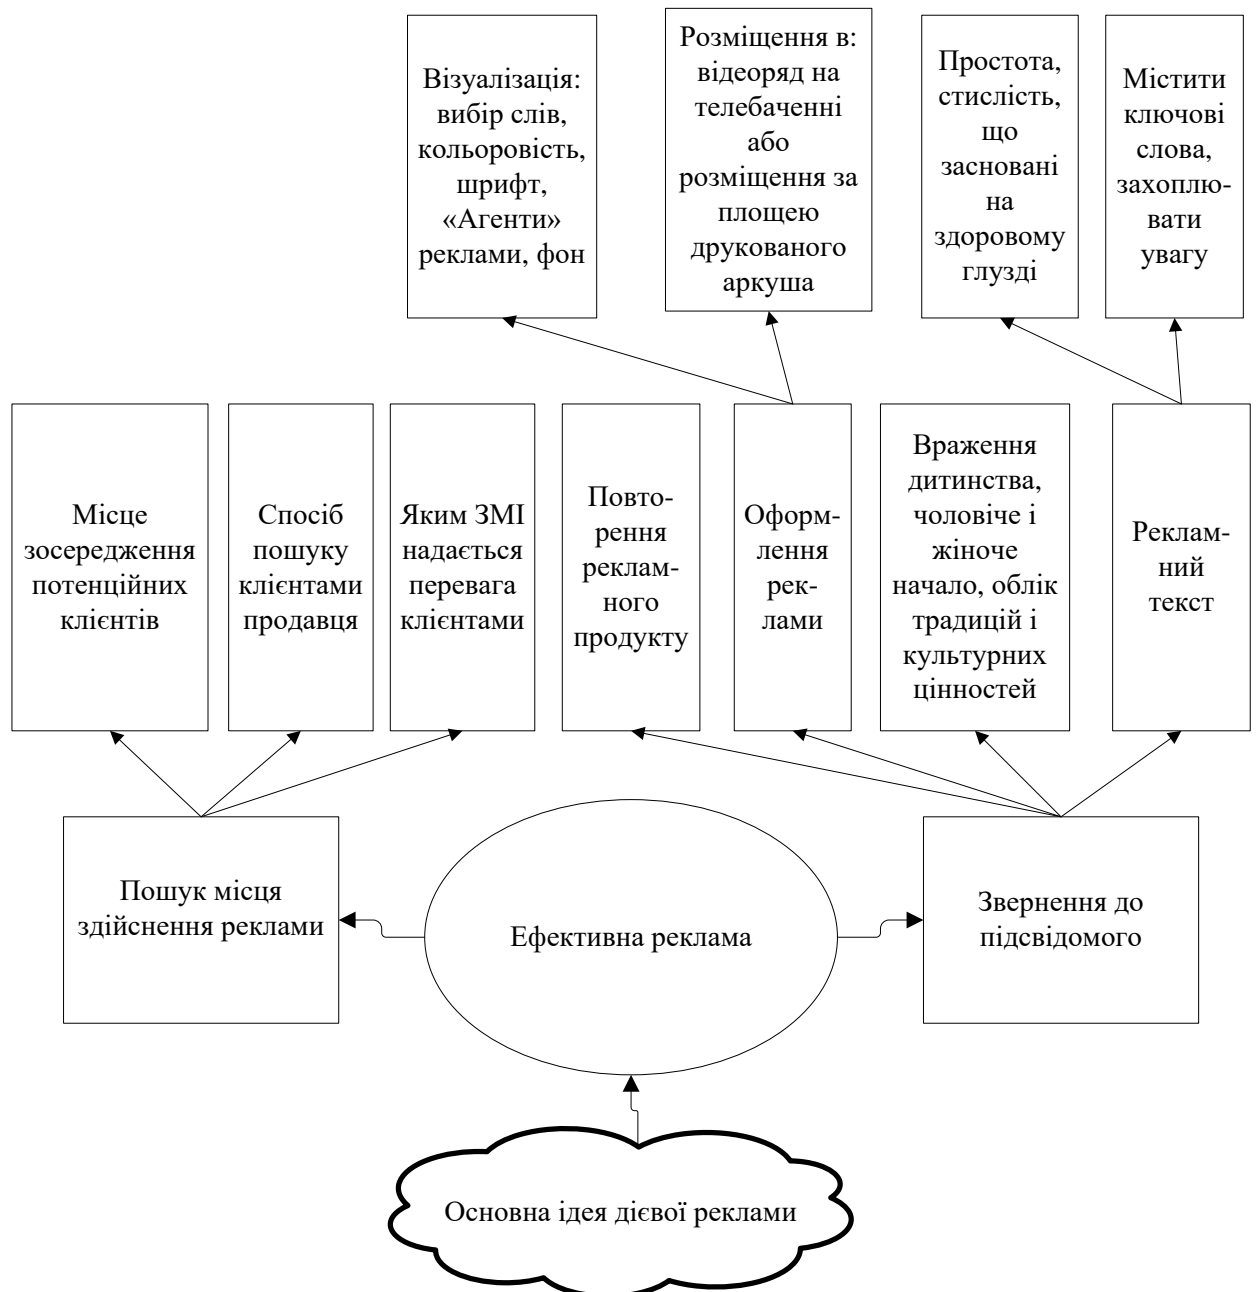 Візуалізація:
вибір слів,
кольоровість,
шрифт,
«Агенти»
реклами, фон
Розміщення в:
відеоряд на
телебаченні
або
розміщення за
площею
друкованого
аркуша
Простота,
стислість,
що
засновані
на
здоровому
глузді
Містити
ключові
слова,
захоплю-
вати
увагу
Місце
зосередження
потенційних
клієнтів
Спосіб
пошуку
клієнтами
продавця
Яким ЗМІ
надається
перевага
клієнтами
Повто-
рення
реклам-
ного
продукту
Оформ-
лення
рек-
лами
Враження
дитинства,
чоловіче і
жіноче
начало, облік
традицій і
культурних
цінностей
Реклам-
ний
текст
Пошук місця
здійснення реклами
Ефективна реклама
Звернення до
підсвідомого
Основна ідея дієвої реклами